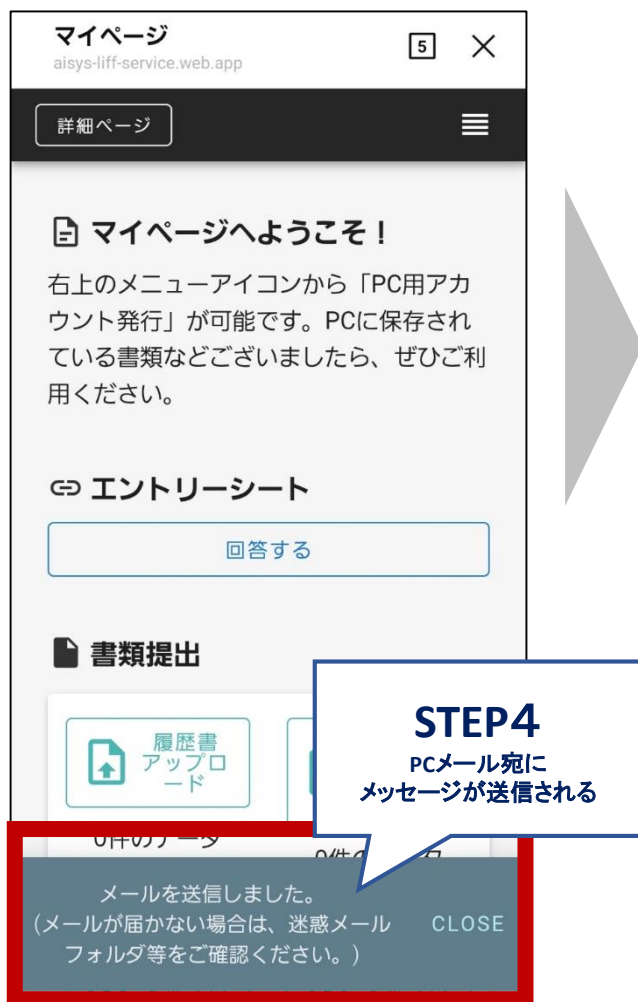 マイページ
aisys-liff-service.web.app
5
詳細ページ
マイページへようこそ！
右上のメニューアイコンから「PC用アカ
ウント発行」が可能です。PCに保存され
ている書類などございましたら、ぜひご利
用ください。
エントリーシート
回答する
書類提出
履歴書
アップロ
ード
STEP4
PCメール宛に
メッセージが送信される
0件のデータ
メールを送信しました。
(メールが届かない場合は、迷惑メール
フォルダ等をご確認ください。)
CLOSE